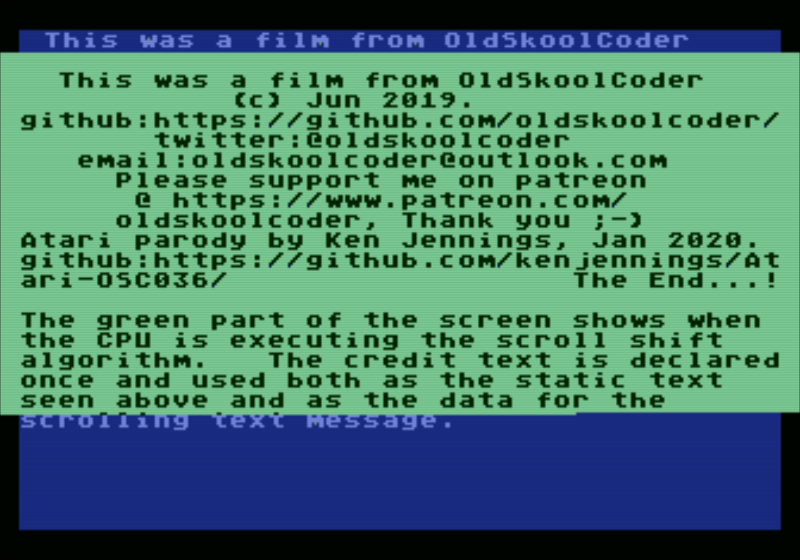 This was a film from OldSkoolCoder
This was a film from OldSkoolCoder
(c) Jun 2019.
github:https://github.com/oldskoolcoder/
twitter:@oldskoolcoder
email:oldskoolcoder@outlook.com
Please support me on patreon
@ https://www.patreon.com/
oldskoolcoder, Thank you ;-)
Atari parody by Ken Jennings, Jan 2020.
github:https://github.com/kenjennings/At
ari-OSC036/ The End...!
The green part of the screen shows when
the CPU is executing the scroll shift
algorithm. The credit text is declared
once and used both as the static text
seen above and as the data for the
scrolling text message.